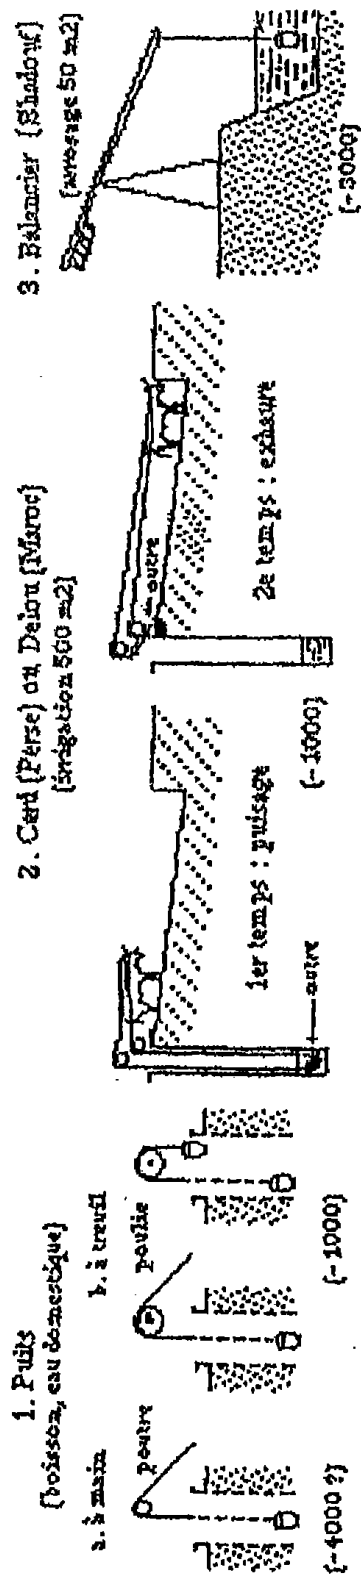 1. Puits
(boisson, eau domestique)
a. à main
b. à treuil
poutre
poulie
(-4000 ?)
(-1000)
2. Cerd (Perse) ou Delou (Maroc)
(irrigation 500 m2)
1er temps : puisage
outre
2e temps : exhaure
outre
(-1000)
3. Balancier (Shadouf)
(arrosage 50 m2)
(-3000)